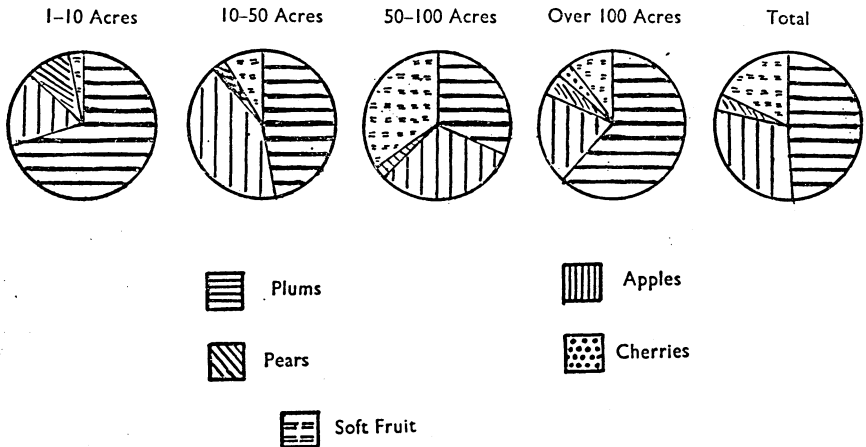 1–10 Acres 10–50 Acres 50–100 Acres Over 100 Acres Total
Plums Apples
Pears Cherries
Soft Fruit